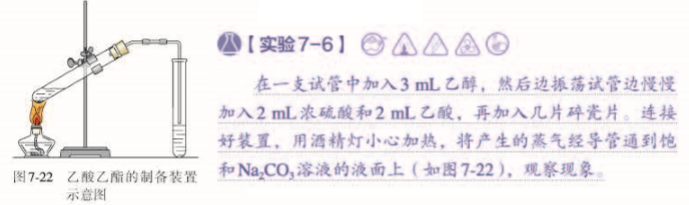 【实验7-6】
在一支试管中加入3 mL乙醇，然后边振荡试管边慢慢
加入2 mL浓硫酸和2 mL乙酸，再加入几片碎瓷片。连接
好装置，用酒精灯小心加热，将产生的蒸气经导管通到饱
和Na₂CO₃溶液的液面上（如图7-22），观察现象。
图7-22 乙酸乙酯的制备装置
示意图